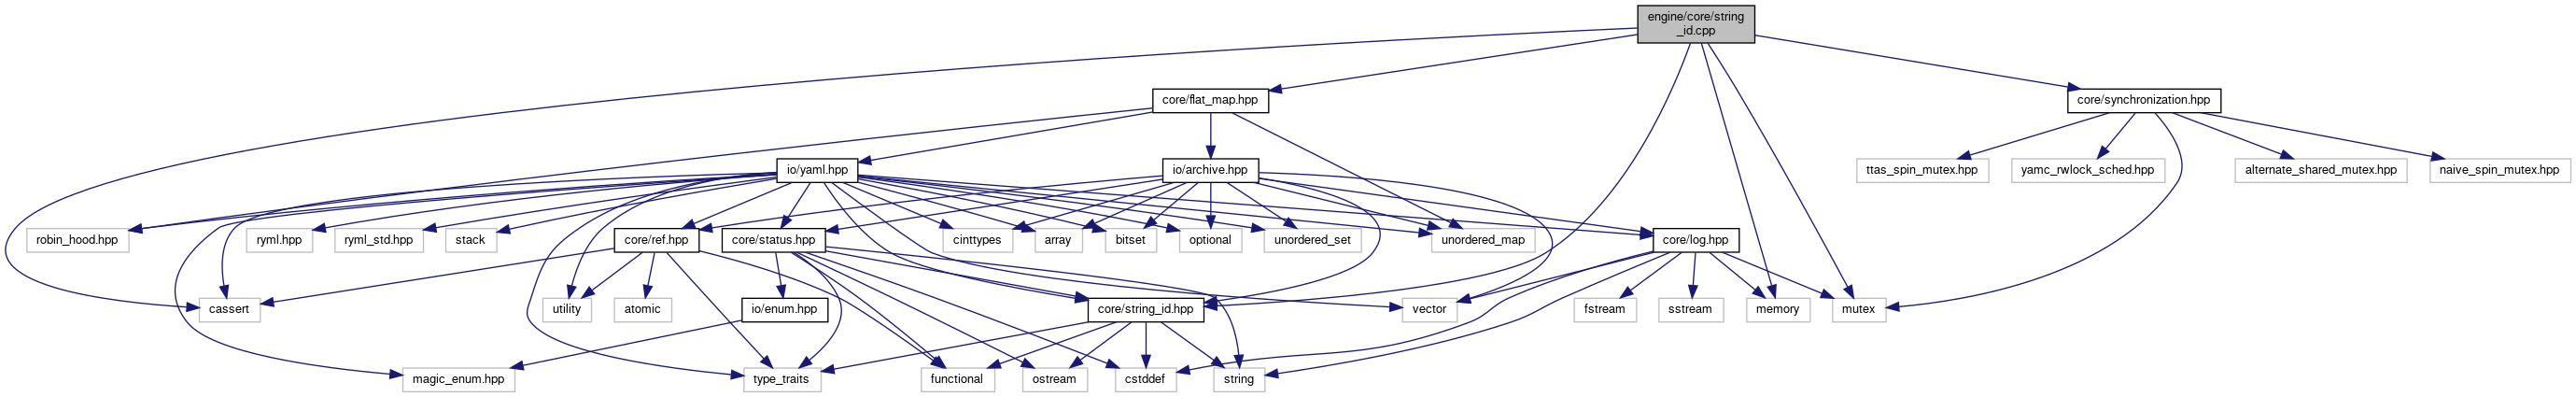 engine/core/string
_id.cpp
core/flat_map.hpp
core/synchronization.hpp
io/yaml.hpp
io/archive.hpp
ttas_spin_mutex.hpp
yamc_rwlock_sched.hpp
alternate_shared_mutex.hpp
naive_spin_mutex.hpp
robin_hood.hpp
ryml.hpp
ryml_std.hpp
stack
core/ref.hpp
core/status.hpp
cinttypes
array
bitset
optional
unordered_set
unordered_map
core/log.hpp
cassert
utility
atomic
io/enum.hpp
core/string_id.hpp
vector
fstream
sstream
memory
mutex
magic_enum.hpp
type_traits
functional
ostream
cstddef
string